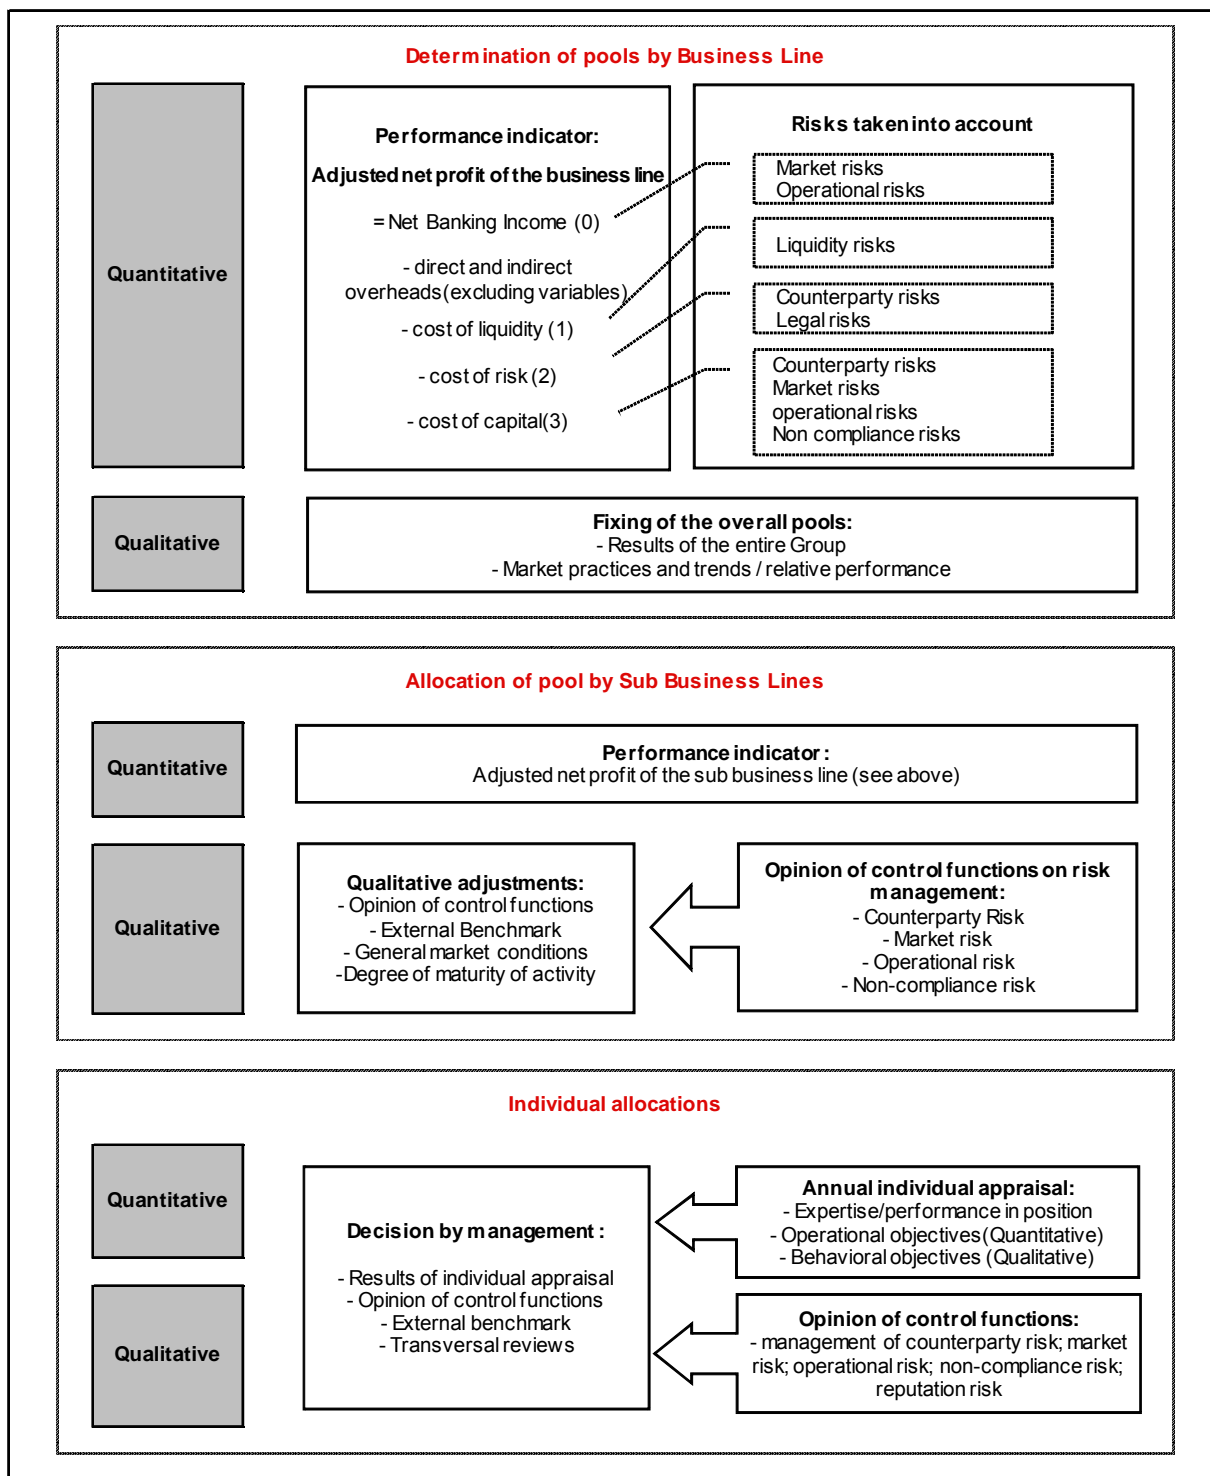 Determination of pools by Business Line
Quantitative
Performance indicator:
Adjusted net profit of the business line
= Net Banking Income (0)
- direct and indirect
overheads (excluding variables)
- cost of liquidity (1)
- cost of risk (2)
- cost of capital(3)
Risks taken into account
Market risks
Operational risks
Liquidity risks
Counterparty risks
Legal risks
Counterparty risks
Market risks
operational risks
Non compliance risks
Qualitative
Fixing of the overall pools:
- Results of the entire Group
- Market practices and trends / relative performance
Allocation of pool by Sub Business Lines
Quantitative
Performance indicator :
Adjusted net profit of the sub business line (see above)
Qualitative
Qualitative adjustments:
- Opinion of control functions
- External Benchmark
- General market conditions
-Degree of maturity of activity
Opinion of control functions on risk
management:
- Counterparty Risk
- Market risk
- Operational risk
- Non-compliance risk
Individual allocations
Quantitative
Qualitative
Decision by management :
- Results of individual appraisal
- Opinion of control functions
- External benchmark
- Transversal reviews
Annual individual appraisal:
- Expertise/performance in position
- Operational objectives (Quantitative)
- Behavioral objectives (Qualitative)
Opinion of control functions:
- management of counterparty risk; market
risk; operational risk; non-compliance risk;
reputation risk